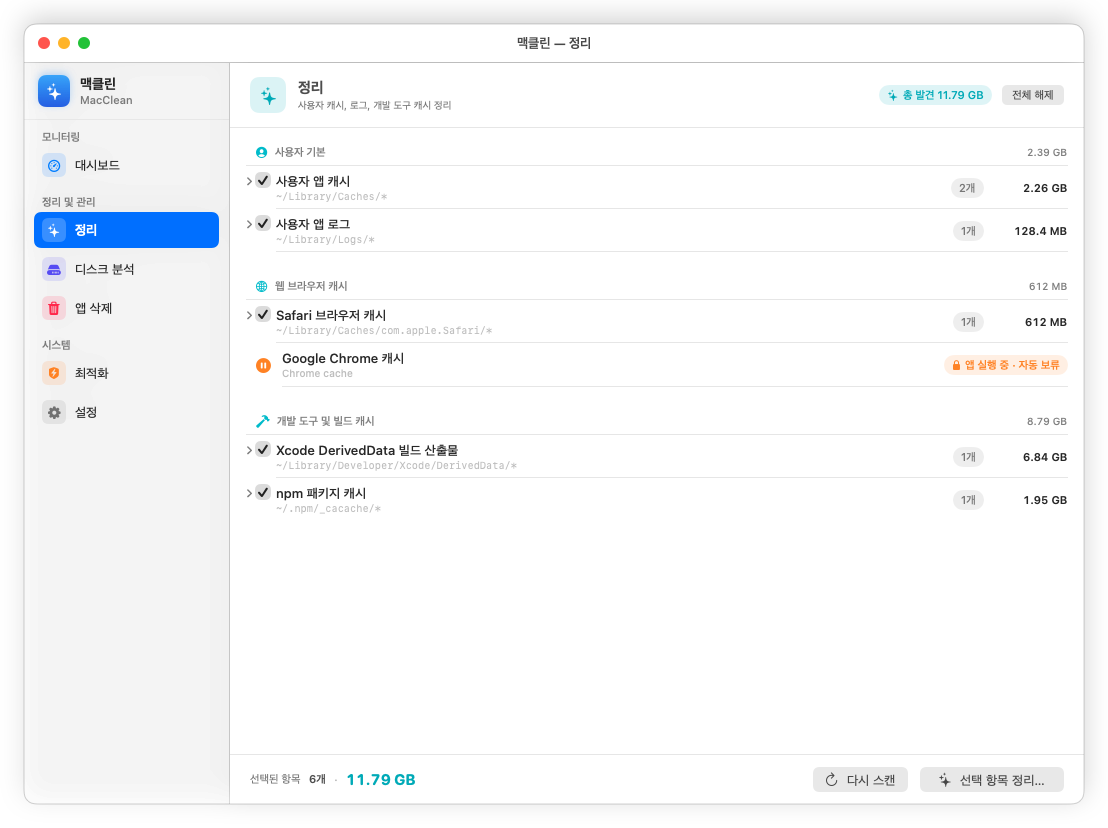 맥클린 — 정리
맥클린
MacClean
모니터링
대시보드
정리 및 관리
정리
디스크 분석
앱 삭제
시스템
최적화
설정
정리
사용자 캐시, 로그, 개발 도구 캐시 정리
총 발견 11.79 GB
전체 해제
사용자 기본
2.39 GB
사용자 앱 캐시
~/Library/Caches/*
2개
2.26 GB
사용자 앱 로그
~/Library/Logs/*
1개
128.4 MB
웹 브라우저 캐시
612 MB
Safari 브라우저 캐시
~/Library/Caches/com.apple.Safari/*
1개
612 MB
Google Chrome 캐시
Chrome cache
앱 실행 중 · 자동 보류
개발 도구 및 빌드 캐시
8.79 GB
Xcode DerivedData 빌드 산출물
~/Library/Developer/Xcode/DerivedData/*
1개
6.84 GB
npm 패키지 캐시
~/.npm/_cacache/*
1개
1.95 GB
선택된 항목 6개 · 11.79 GB
다시 스캔
선택 항목 정리...